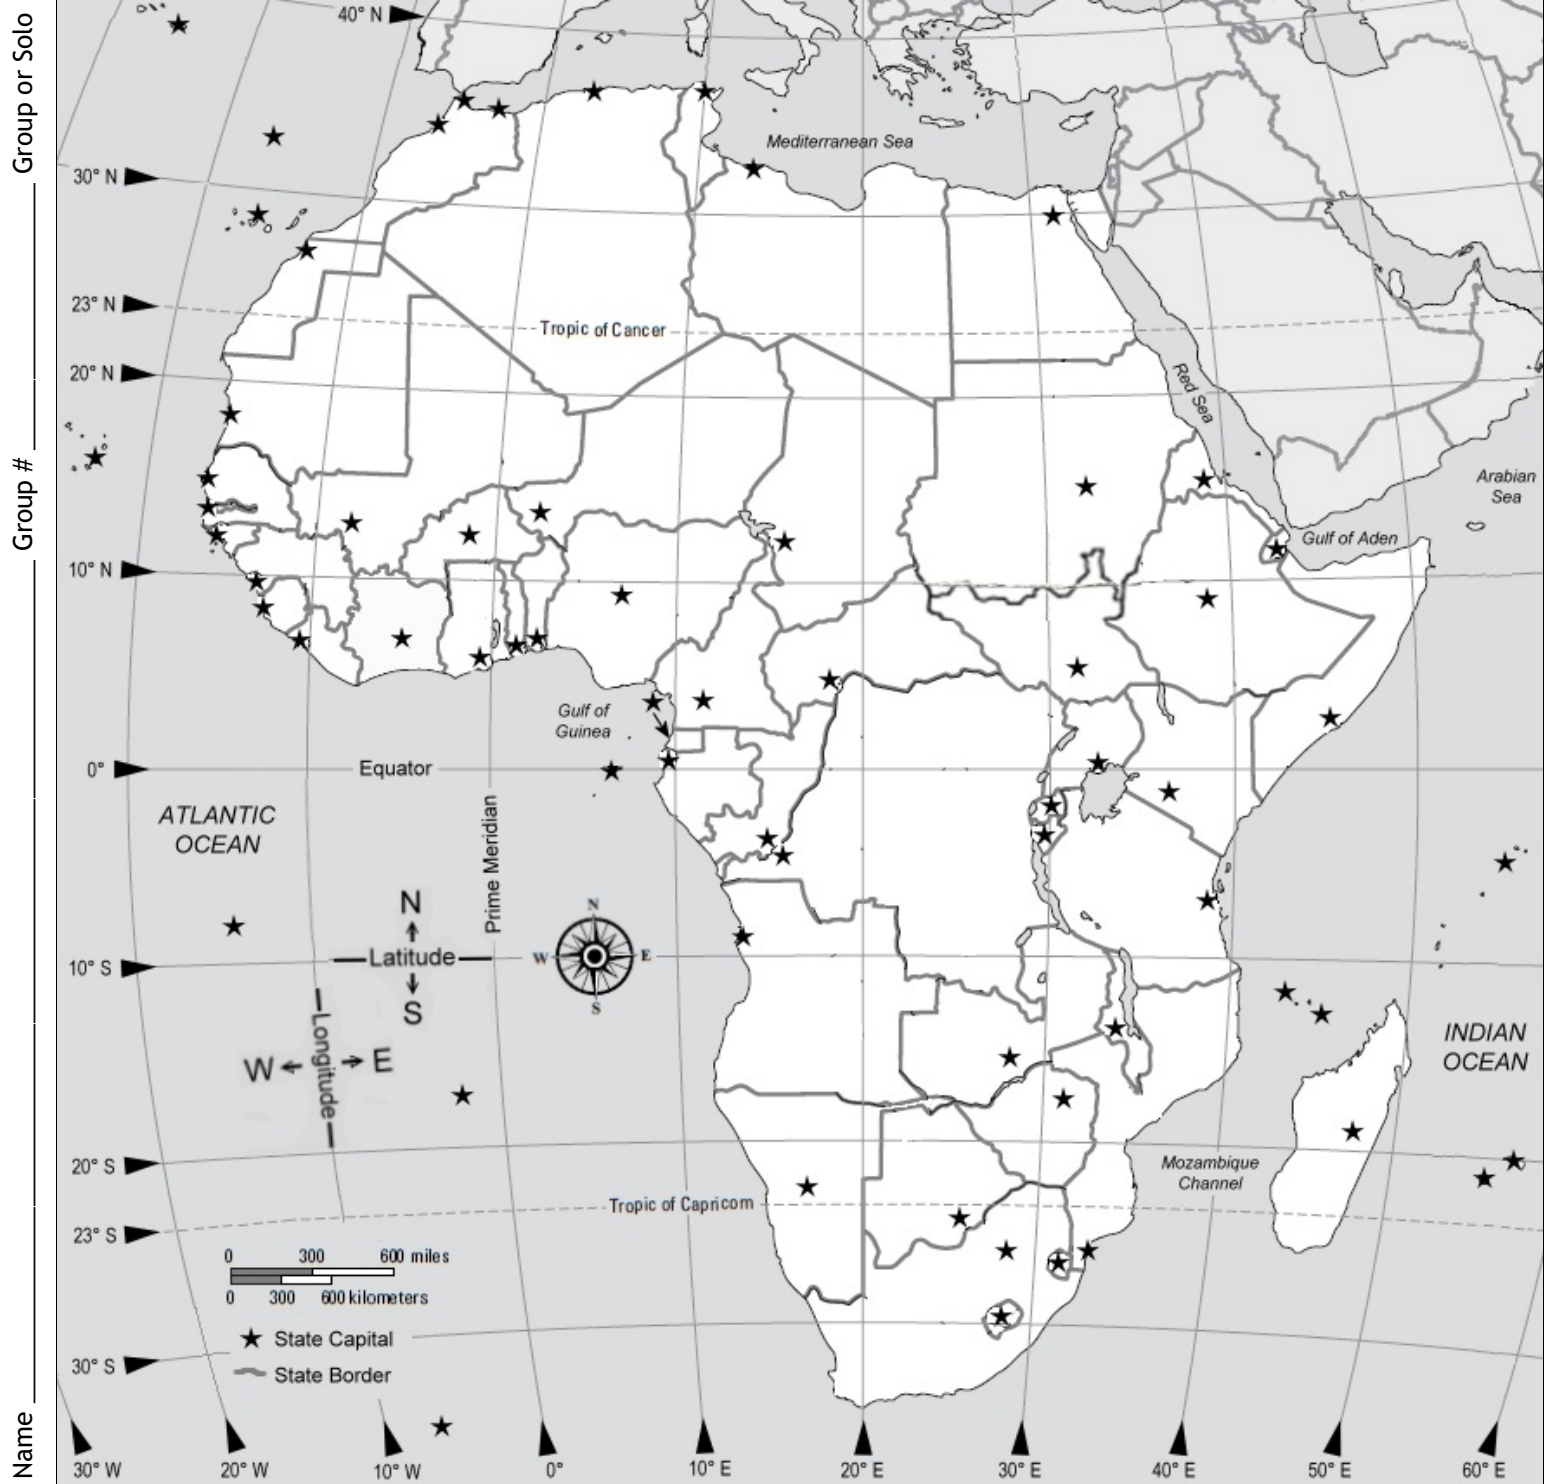 Group or Solo
Group #
Name
40° N
30° N
23° N
20° N
10° N
0°
10° S
20° S
23° S
30° S
Mediterranean Sea
Tropic of Cancer
Red Sea
Arabian
Sea
Gulf of Aden
Gulf of
Guinea
Equator
Prime Meridian
ATLANTIC
OCEAN
N
Latitude
S
Longitude
W
E
N
W
E
S
INDIAN
OCEAN
Mozambique
Channel
Tropic of Capricorn
0 300 600 miles
0 300 600 kilometers
State Capital
State Border
30° W
20° W
10° W
0°
10° E
20° E
30° E
40° E
50° E
60° E